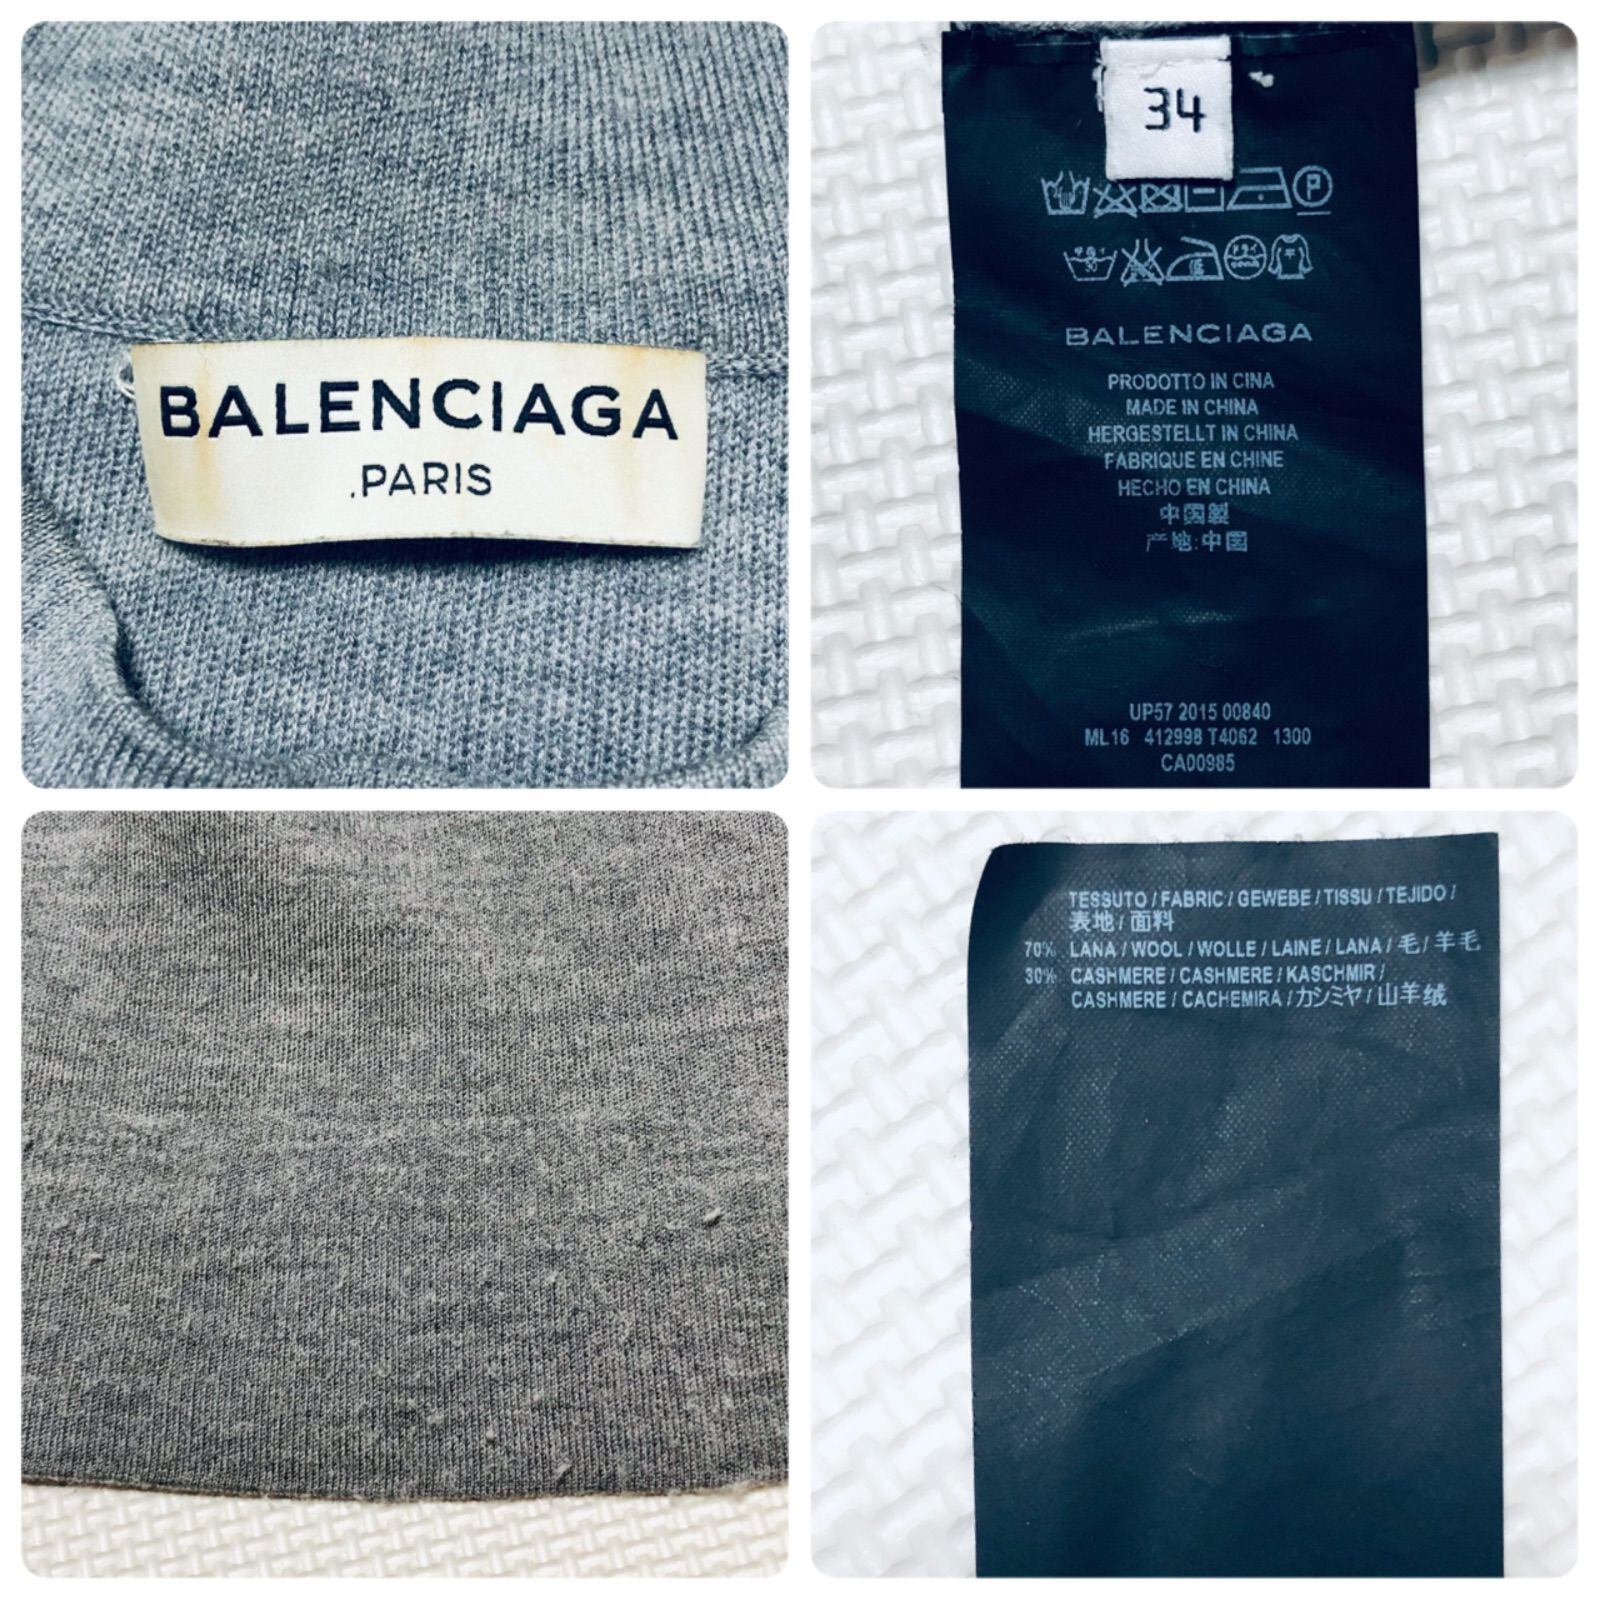 BALENCIAGA
.PARIS
34
P
30
BALENCIAGA
PRODOTTO IN CINA
MADE IN CHINA
HERGESTELLT IN CHINA
FABRIQUE EN CHINE
HECHO EN CHINA
中国製
产地:中国
UP57 2015 00840
ML16 412998 T4062 1300
CA00985
TESSUTO / FABRIC / GEWEBE / TISSU / TEJIDO /
表地 / 面料
70% LANA / WOOL / WOLLE / LAINE / LANA / 毛 / 羊毛
30% CASHMERE / CASHMERE / KASCHMIR /
CASHMERE / CACHEMIRA / カシミヤ / 山羊绒